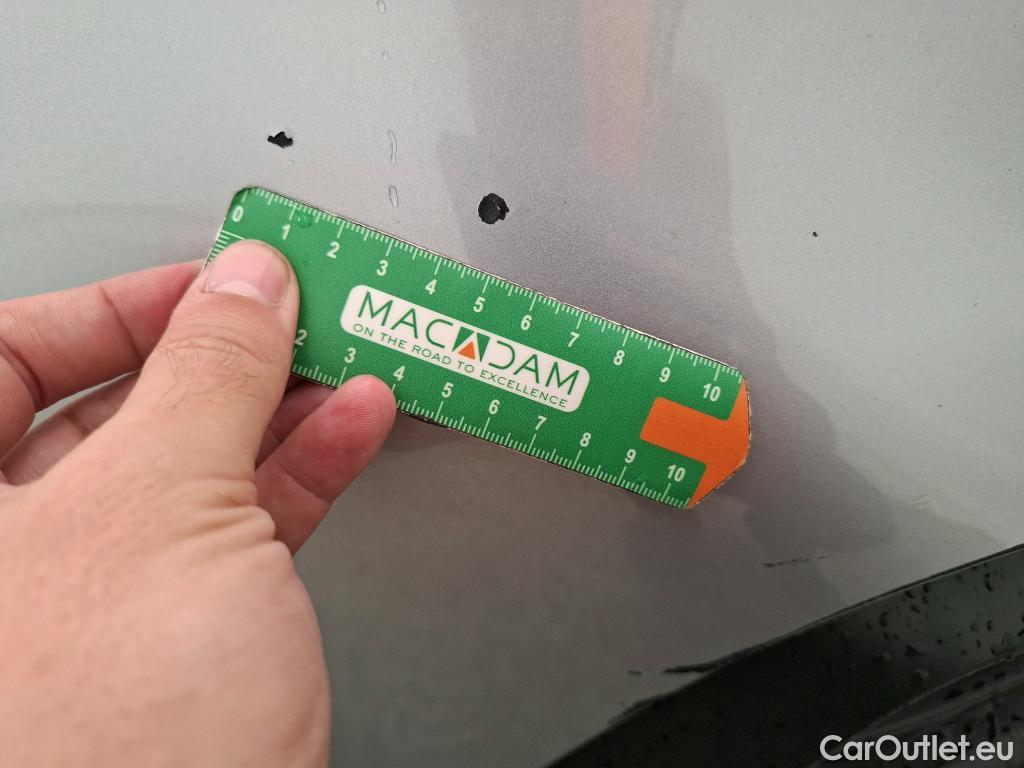 0 1 2 3 4 5 6 7 8 9 10
MACADAM
ON THE ROAD TO EXCELLENCE
2 3 4 5 6 7 8 9 10
CarOutlet.eu